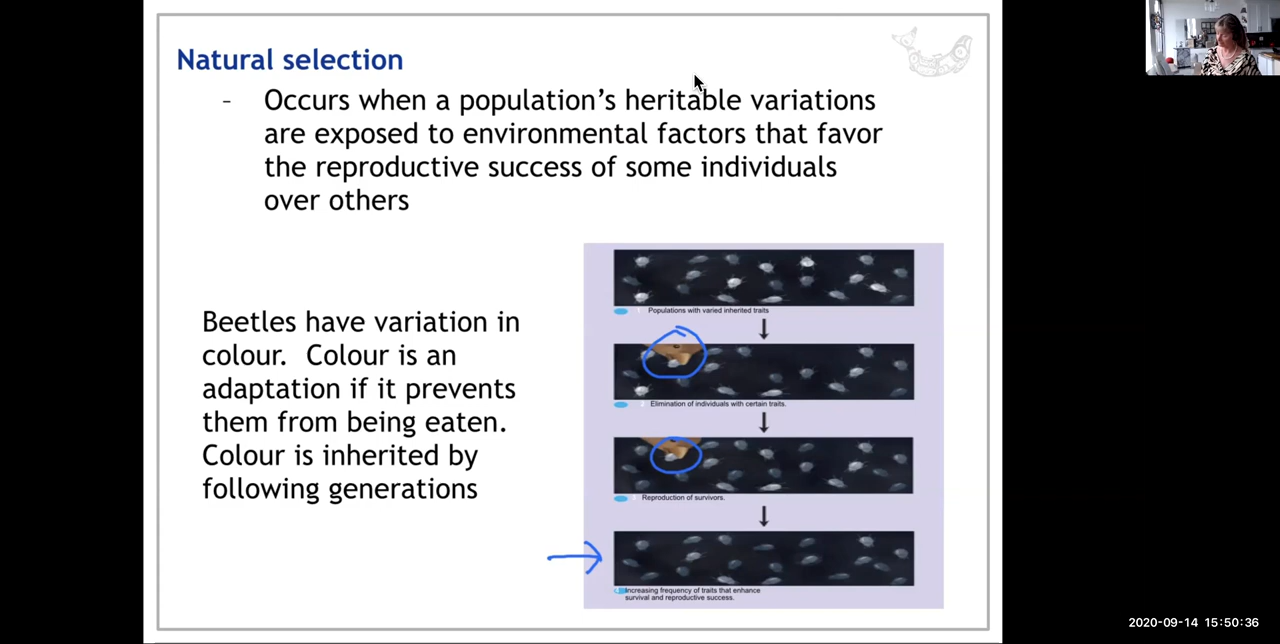 Natural selection
- Occurs when a population's heritable variations
are exposed to environmental factors that favor
the reproductive success of some individuals
over others
Beetles have variation in
colour.  Colour is an
adaptation if it prevents
them from being eaten.
Colour is inherited by
following generations
1 Populations with varied inherited traits
2 Elimination of individuals with certain traits.
3 Reproduction of survivors.
Increasing frequency of traits that enhance
survival and reproductive success.
2020-09-14 15:50:36